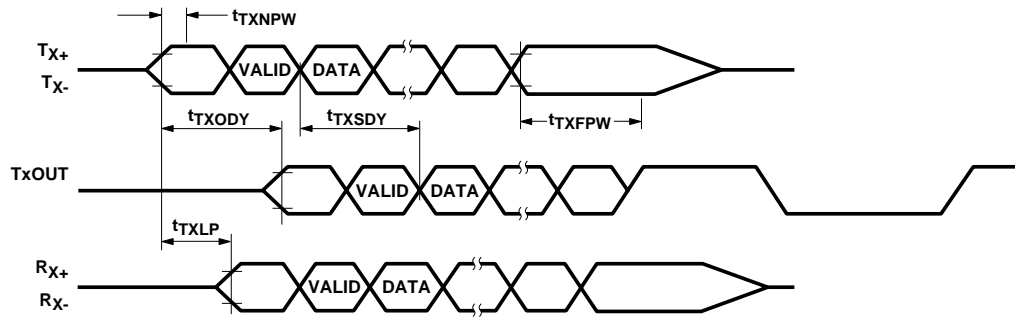 tTXNPW
TX+
TX-
VALID DATA
tTXODY
tTXSDY
tTXFPW
TxOUT
VALID DATA
tTXLP
RX+
RX-
VALID DATA